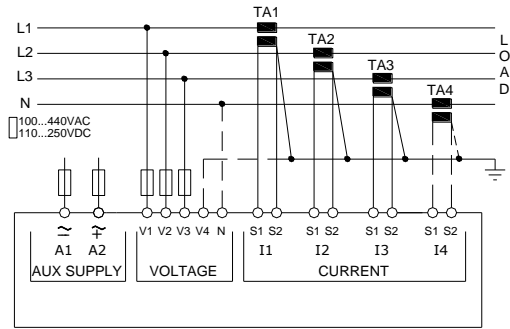 TA1
L1
TA2
L2
TA3
L3
TA4
N
LOAD
100...440VAC
110...250VDC
V1 V2 V3 V4 N S1 S2 S1 S2 S1 S2 S1 S2
A1 A2 I1 I2 I3 I4
AUX SUPPLY VOLTAGE CURRENT